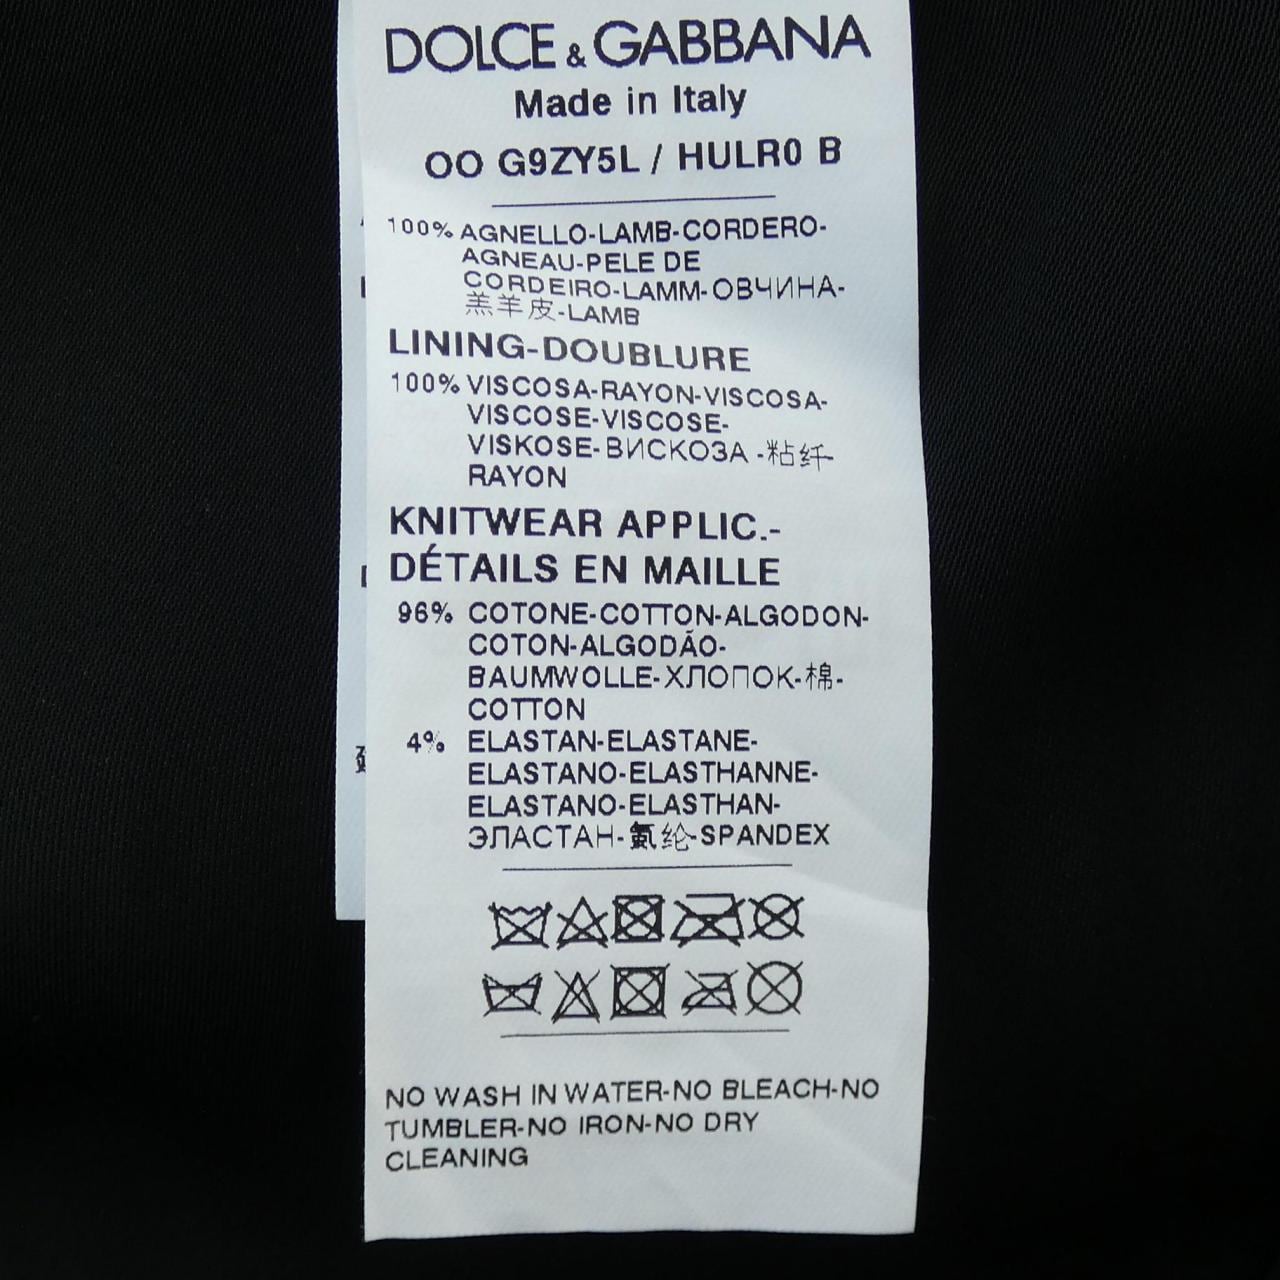 DOLCE & GABBANA
Made in Italy
OO G9ZY5L / HULR0 B
100% AGNELLO-LAMB-CORDERO-
AGNEAU-PELE DE
CORDEIRO-LAMM-ОВЧИНА-
羔羊皮-LAMB
LINING-DOUBLURE
100% VISCOSA-RAYON-VISCOSA-
VISCOSE-VISCOSE-
VISKOSE-ВИСКОЗА -粘纤-
RAYON
KNITWEAR APPLIC.-
DÉTAILS EN MAILLE
96% COTONE-COTTON-ALGODON-
COTON-ALGODÃO-
BAUMWOLLE-ХЛОПОК-棉-
COTTON
4% ELASTAN-ELASTANE-
ELASTANO-ELASTHANNE-
ELASTANO-ELASTHAN-
ЭЛАСТАН-氨纶-SPANDEX
NO WASH IN WATER-NO BLEACH-NO
TUMBLER-NO IRON-NO DRY
CLEANING